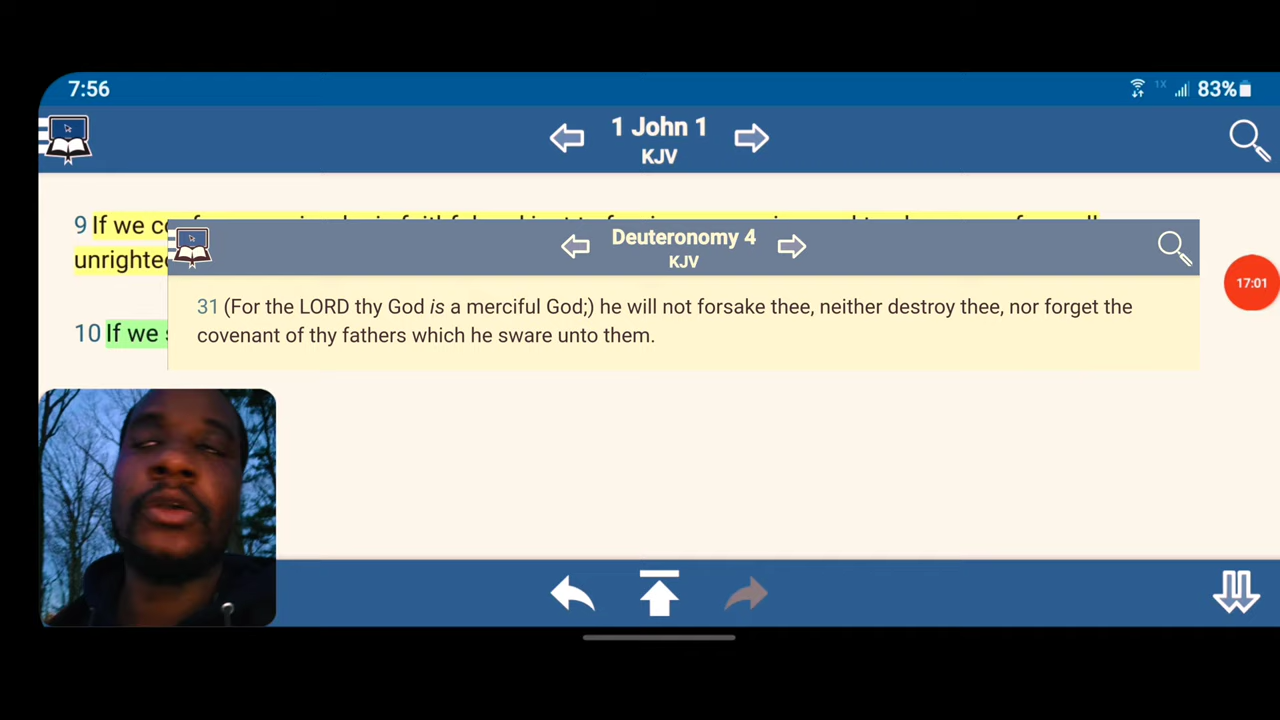 7:56
1X
83%
1 John 1
KJV
9 If we
unrighte
Deuteronomy 4
KJV
31 (For the LORD thy God is a merciful God;) he will not forsake thee, neither destroy thee, nor forget the
covenant of thy fathers which he sware unto them.
17:01
10 If we